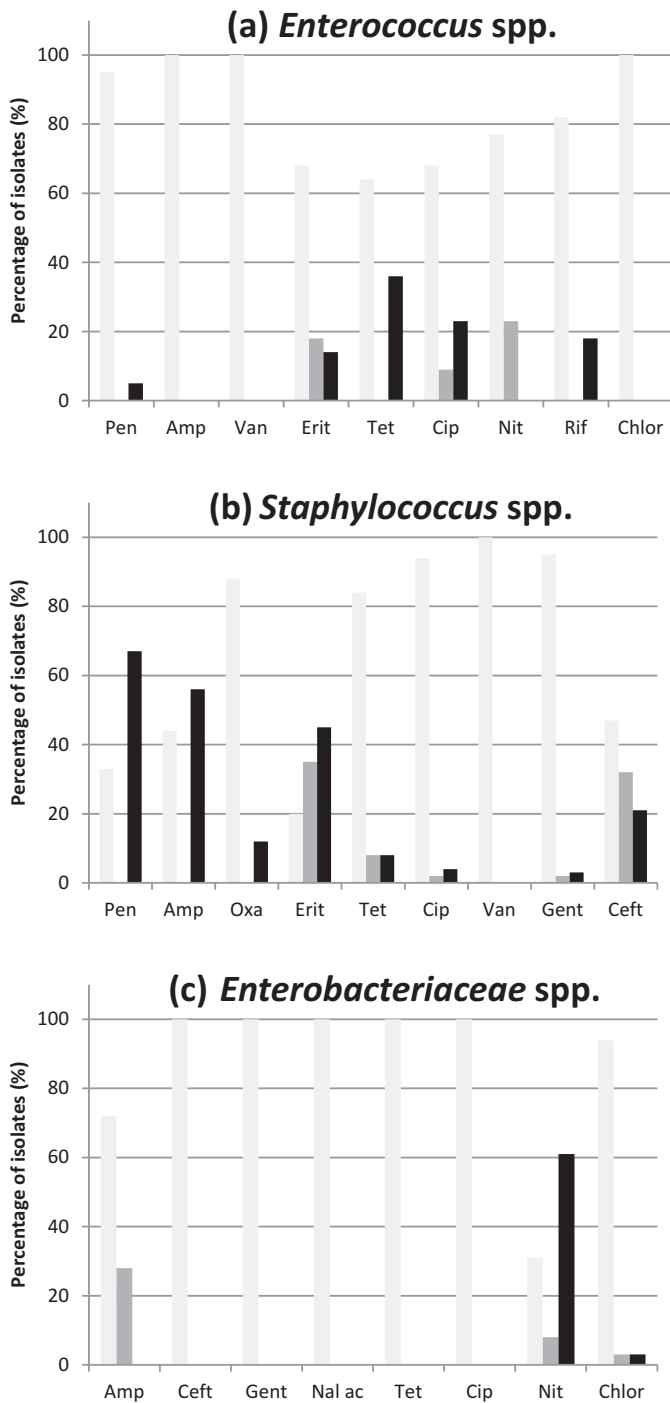 (a) Enterococcus spp.
Percentage of isolates (%)
100
80
60
40
20
0
Pen Amp Van Erit Tet Cip Nit Rif Chlor
(b) Staphylococcus spp.
Percentage of isolates (%)
100
80
60
40
20
0
Pen Amp Oxa Erit Tet Cip Van Gent Ceft
(c) Enterobacteriaceae spp.
Percentage of isolates (%)
100
80
60
40
20
0
Amp Ceft Gent Nal ac Tet Cip Nit Chlor